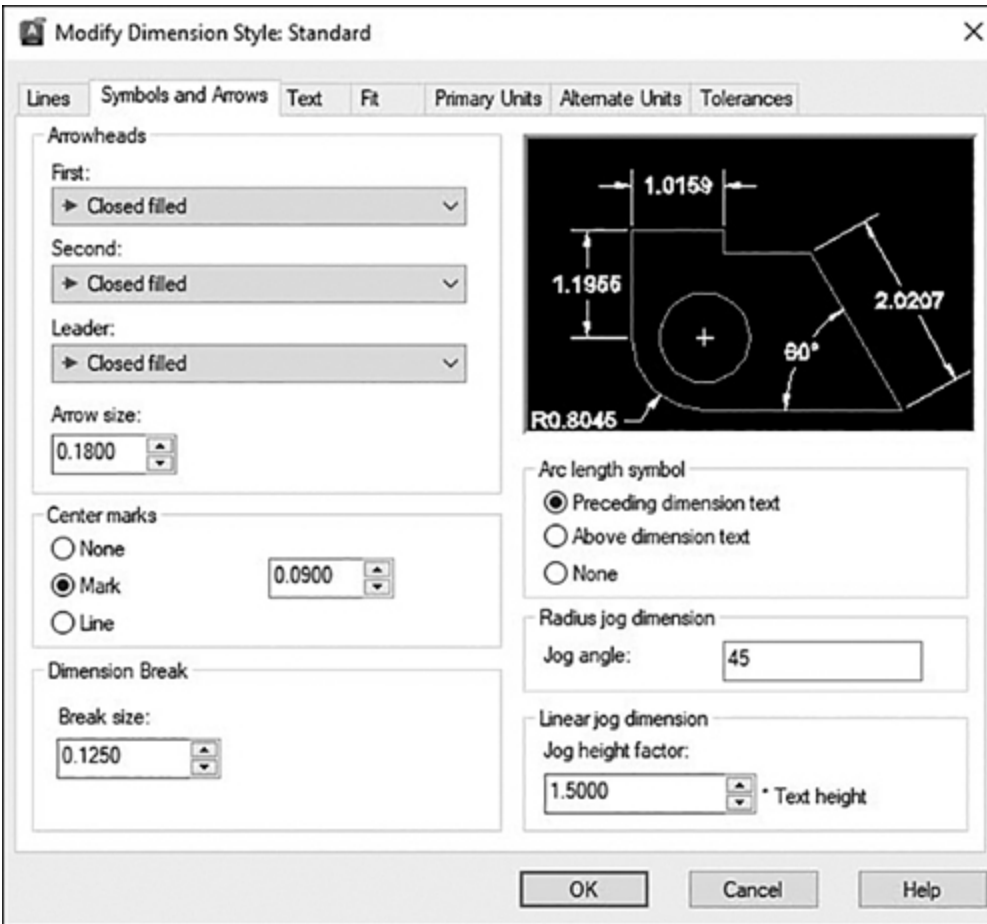 Modify Dimension Style: Standard
Lines Symbols and Arrows Text Fit Primary Units Alternate Units Tolerances
Arrowheads
First:
Closed filled
Second:
Closed filled
Leader:
Closed filled
Arrow size:
0.1800
Center marks
None
Mark
0.0900
Line
Dimension Break
Break size:
0.1250
1.0159
1.1955
2.0207
60°
R0.8045
Arc length symbol
Preceding dimension text
Above dimension text
None
Radius jog dimension
Jog angle:
45
Linear jog dimension
Jog height factor:
1.5000
* Text height
OK Cancel Help